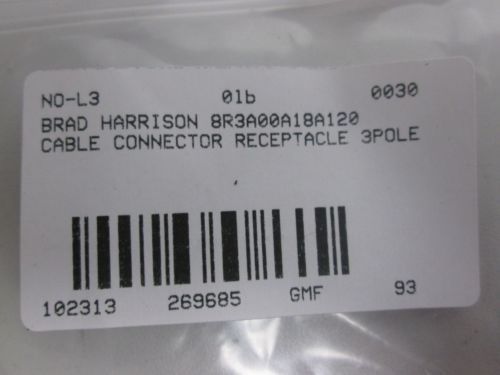 NO-L3 01b 0030
BRAD HARRISON 8R3A00A18A120
CABLE CONNECTOR RECEPTACLE 3POLE
102313 269685 GMF 93